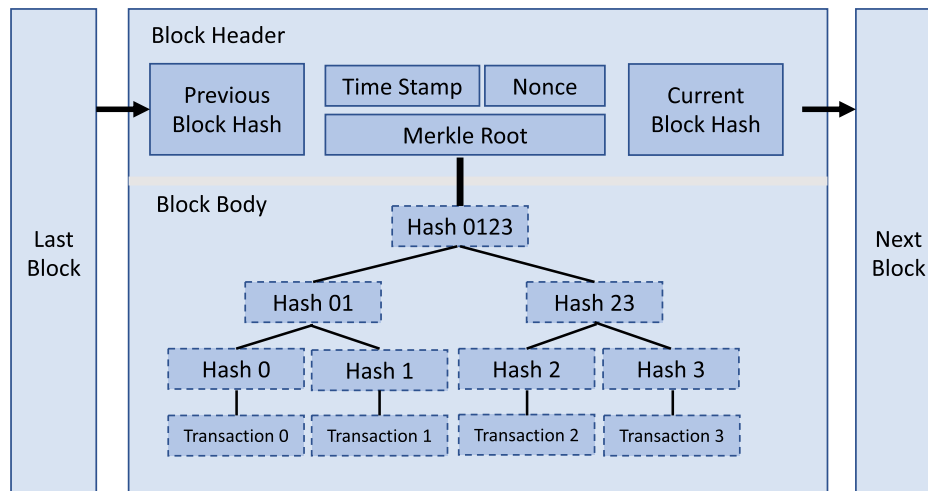 Block Header
Previous
Block Hash
Time Stamp
Nonce
Merkle Root
Current
Block Hash
Block Body
Last
Block
Next
Block
Hash 0123
Hash 01
Hash 23
Hash 0
Hash 1
Hash 2
Hash 3
Transaction 0
Transaction 1
Transaction 2
Transaction 3